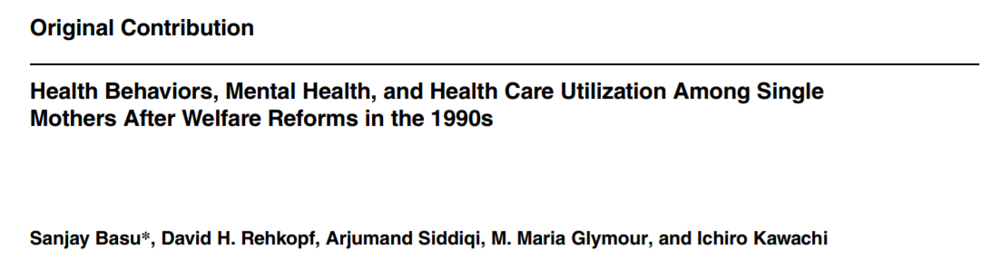 Original Contribution
Health Behaviors, Mental Health, and Health Care Utilization Among Single
Mothers After Welfare Reforms in the 1990s
Sanjay Basu*, David H. Rehkopf, Arjumand Siddiqi, M. Maria Glymour, and Ichiro Kawachi